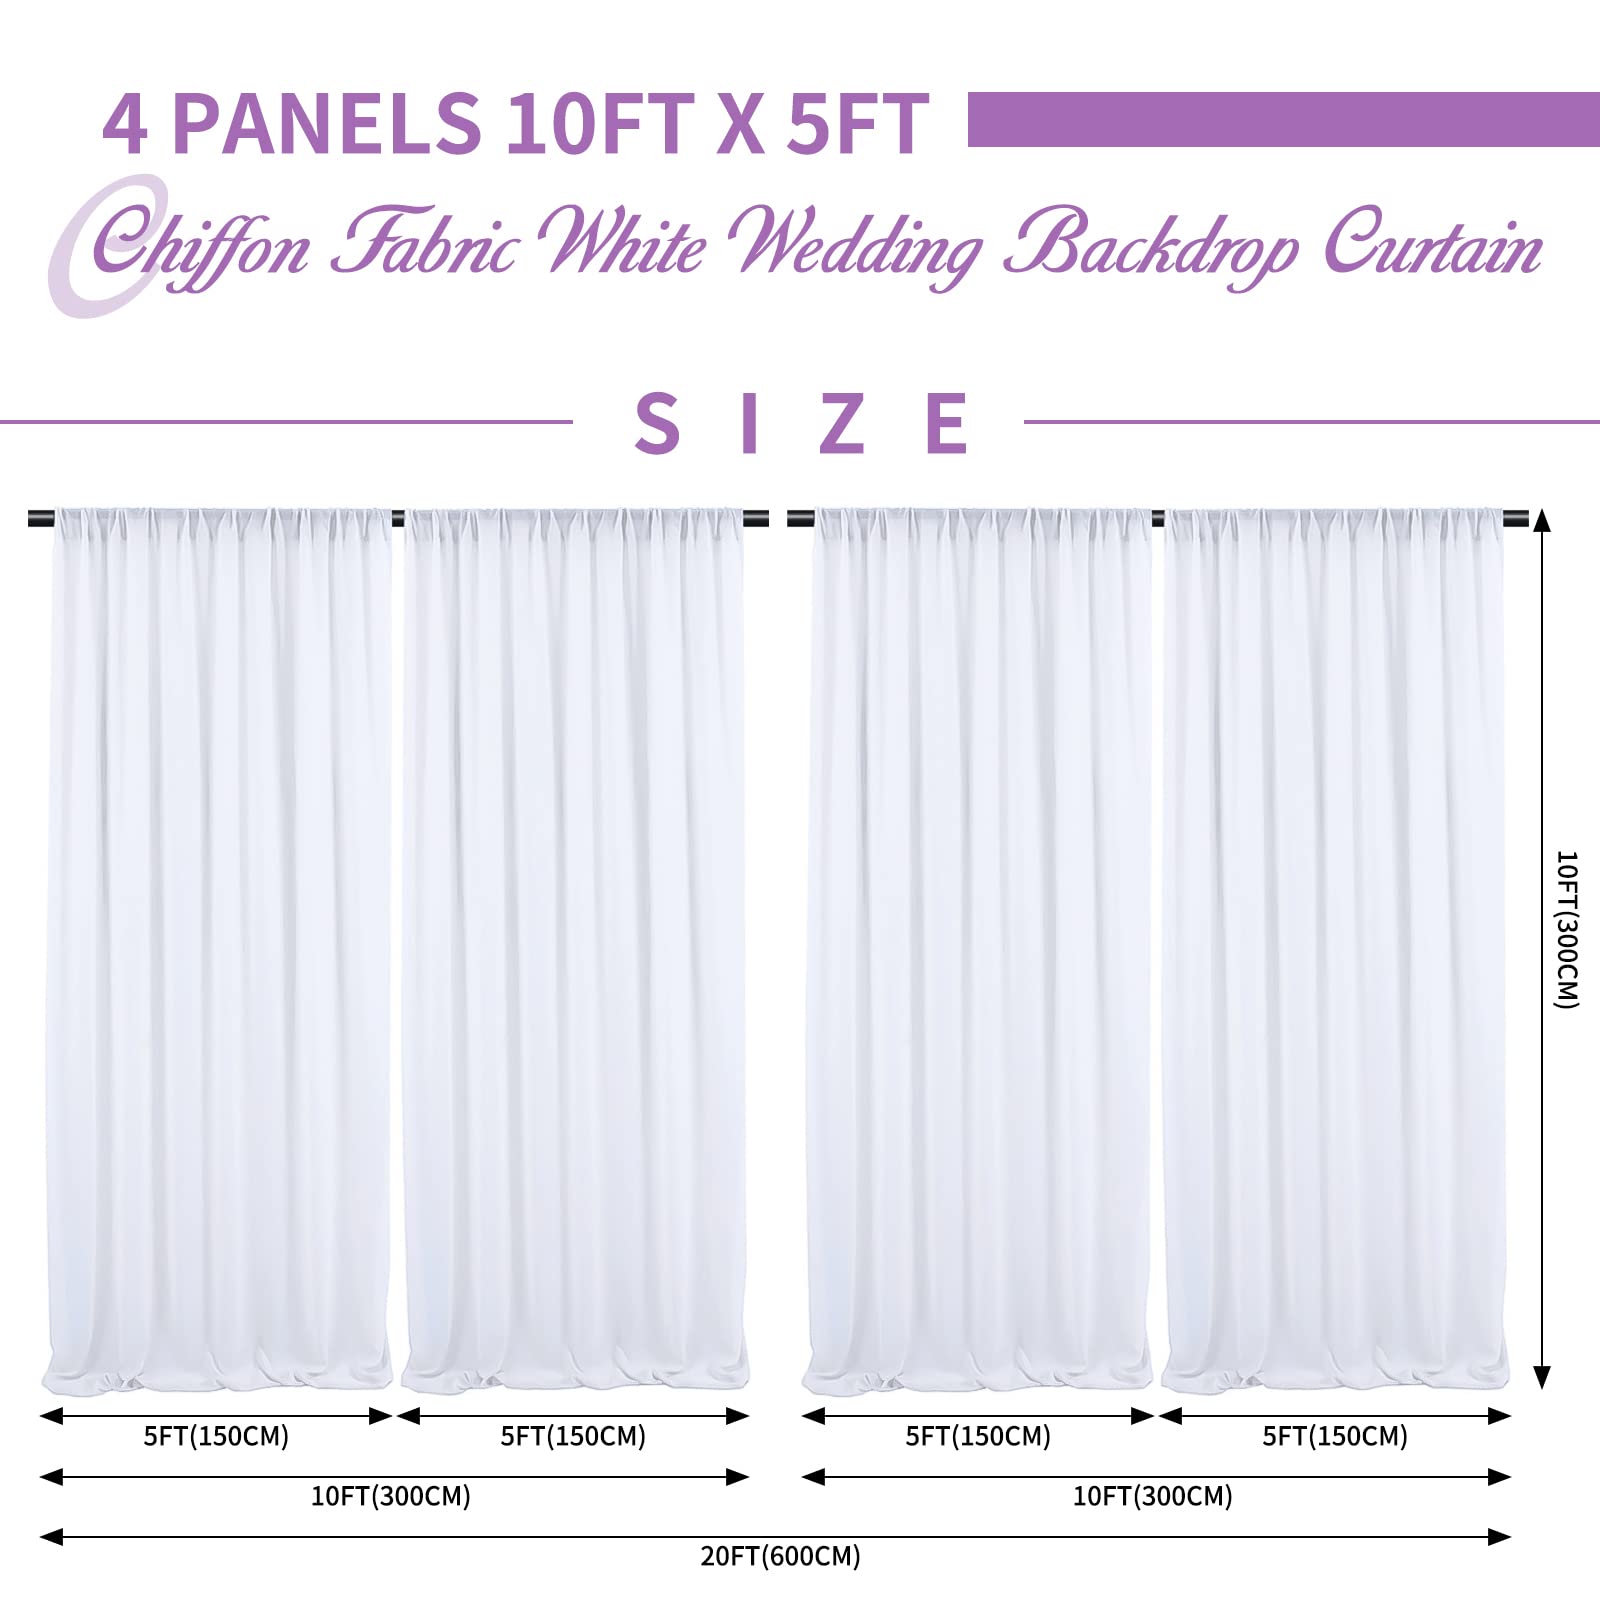 4 PANELS 10FT X 5FT
Chiffon Fabric White Wedding Backdrop Curtain
SIZE
10FT(300CM)
5FT(150CM) 5FT(150CM) 5FT(150CM) 5FT(150CM)
10FT(300CM) 10FT(300CM)
20FT(600CM)